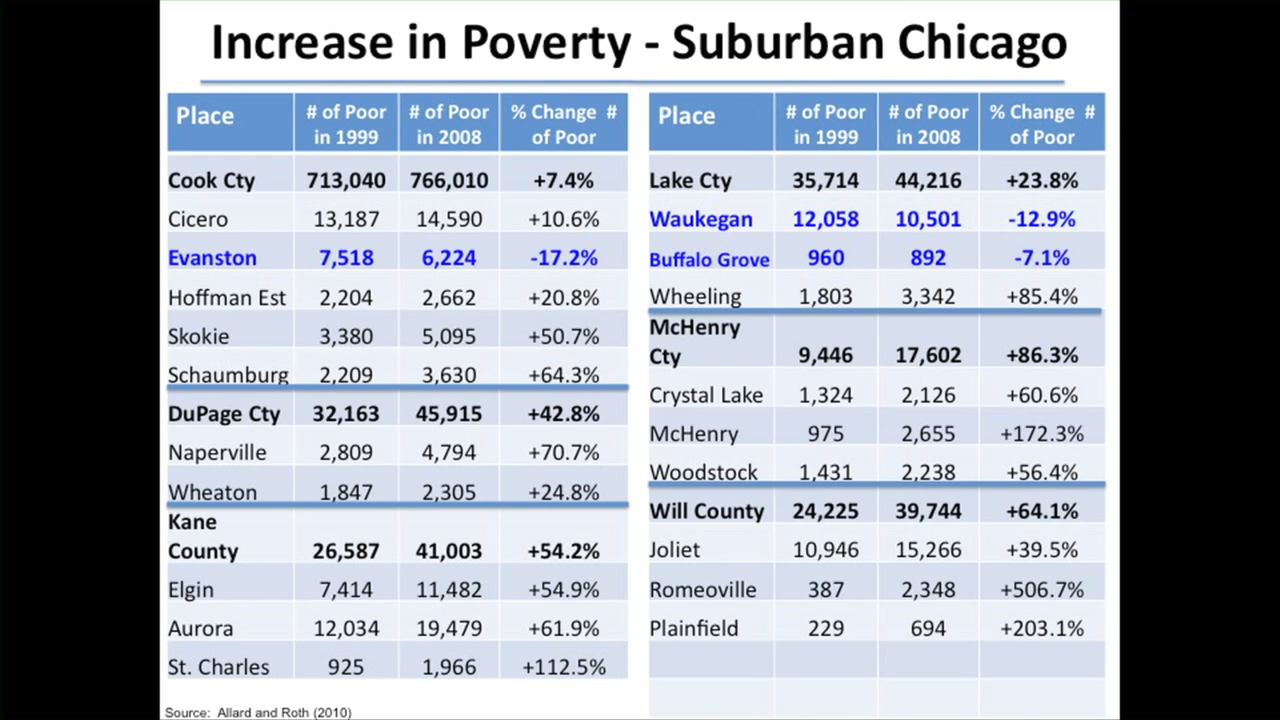 Increase in Poverty - Suburban Chicago
Place # of Poor in 1999 # of Poor in 2008 % Change # of Poor
Cook Cty 713,040 766,010 +7.4%
Cicero 13,187 14,590 +10.6%
Evanston 7,518 6,224 -17.2%
Hoffman Est 2,204 2,662 +20.8%
Skokie 3,380 5,095 +50.7%
Schaumburg 2,209 3,630 +64.3%
DuPage Cty 32,163 45,915 +42.8%
Naperville 2,809 4,794 +70.7%
Wheaton 1,847 2,305 +24.8%
Kane County 26,587 41,003 +54.2%
Elgin 7,414 11,482 +54.9%
Aurora 12,034 19,479 +61.9%
St. Charles 925 1,966 +112.5%
Place # of Poor in 1999 # of Poor in 2008 % Change # of Poor
Lake Cty 35,714 44,216 +23.8%
Waukegan 12,058 10,501 -12.9%
Buffalo Grove 960 892 -7.1%
Wheeling 1,803 3,342 +85.4%
McHenry Cty 9,446 17,602 +86.3%
Crystal Lake 1,324 2,126 +60.6%
McHenry 975 2,655 +172.3%
Woodstock 1,431 2,238 +56.4%
Will County 24,225 39,744 +64.1%
Joliet 10,946 15,266 +39.5%
Romeoville 387 2,348 +506.7%
Plainfield 229 694 +203.1%
Source: Allard and Roth (2010)